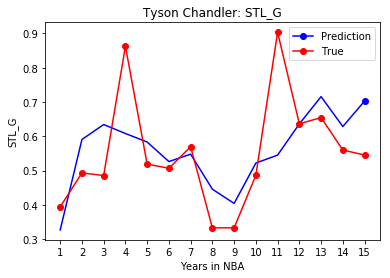 Tyson Chandler: STL_G
Prediction
True
0.9
0.8
0.7
0.6
0.5
0.4
0.3
STL_G
1 2 3 4 5 6 7 8 9 10 11 12 13 14 15
Years in NBA